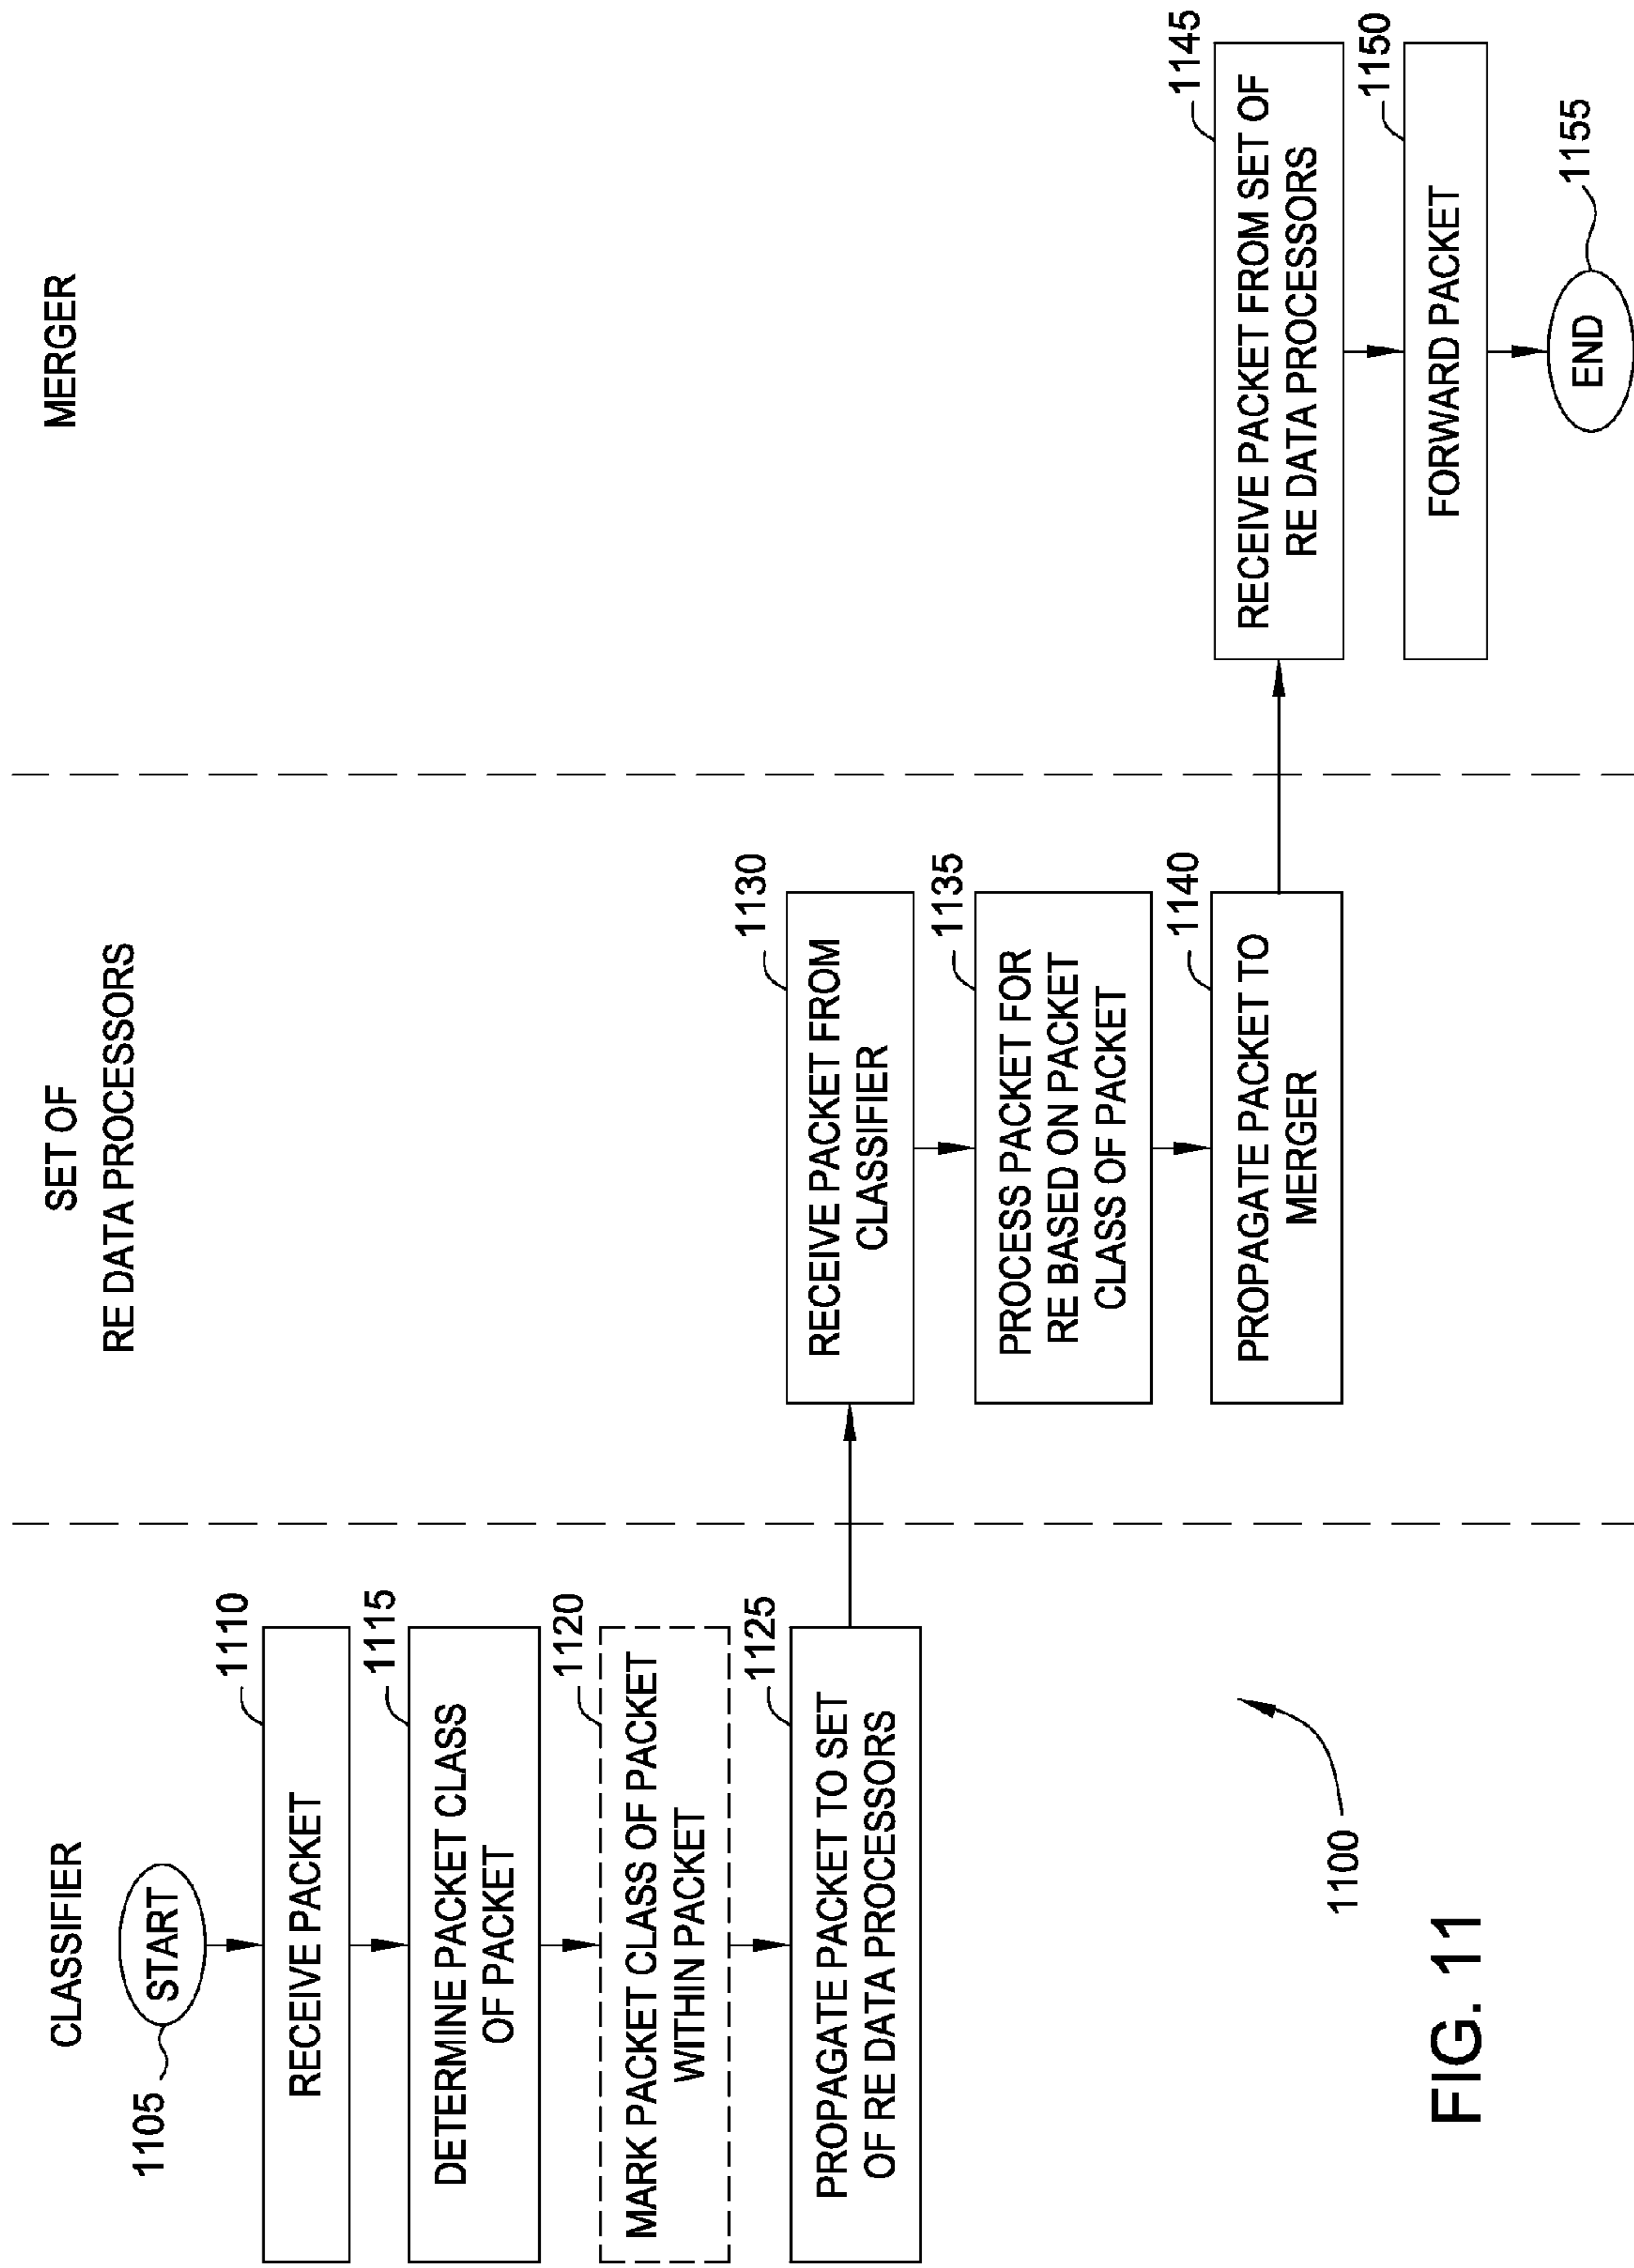 CLASSIFIER
START
1105
RECEIVE PACKET
1110
DETERMINE PACKET CLASS
OF PACKET
1115
MARK PACKET CLASS OF PACKET
WITHIN PACKET
1120
PROPAGATE PACKET TO SET
OF RE DATA PROCESSORS
1125
SET OF
RE DATA PROCESSORS
RECEIVE PACKET FROM
CLASSIFIER
1130
PROCESS PACKET FOR
RE BASED ON PACKET
CLASS OF PACKET
1135
PROPAGATE PACKET TO
MERGER
1140
MERGER
RECEIVE PACKET FROM SET OF
RE DATA PROCESSORS
1145
FORWARD PACKET
1150
END
1155
1100
FIG. 11